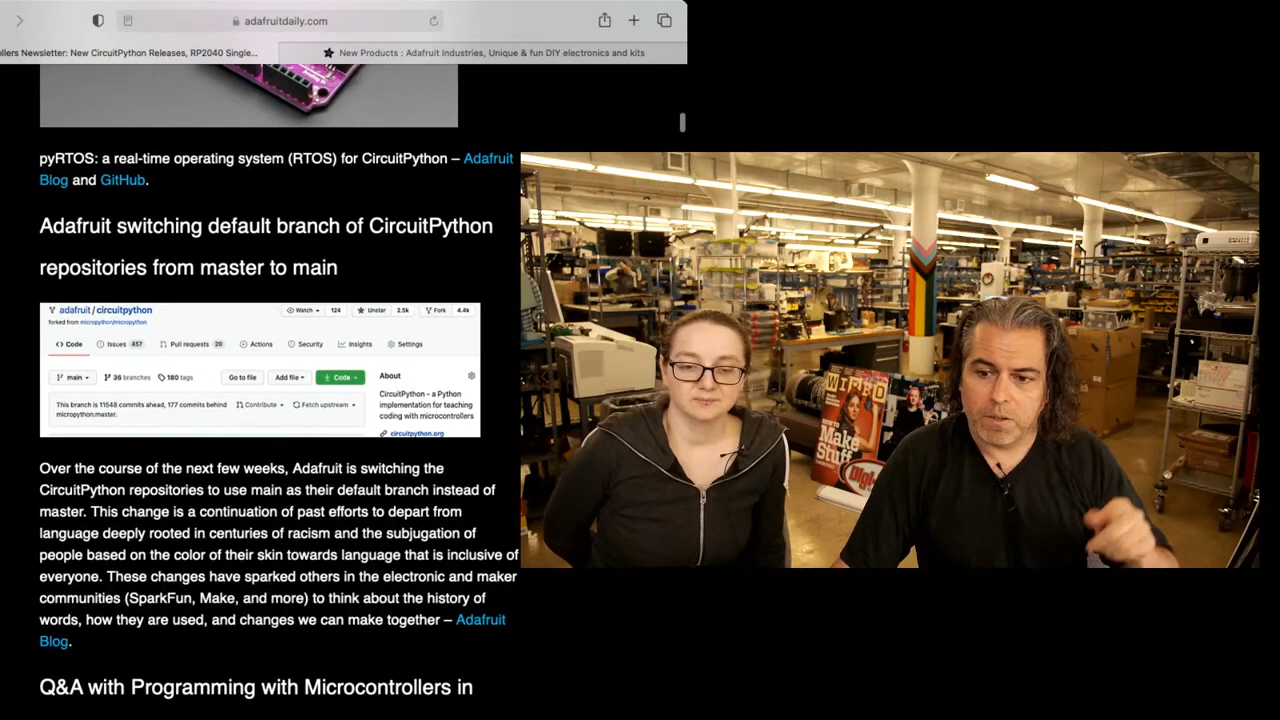 adafruitdaily.com
llers Newsletter: New CircuitPython Releases, RP2040 Single...
New Products : Adafruit Industries, Unique & fun DIY electronics and kits
pyRTOS: a real-time operating system (RTOS) for CircuitPython – Adafruit
Blog and GitHub.
Adafruit switching default branch of CircuitPython
repositories from master to main
adafruit / circuitpython
forked from micropython/micropython
Watch 124 Unstar 2.5k Fork 4.4k
Code Issues 457 Pull requests 20 Actions Security Insights Settings
main 36 branches 180 tags Go to file Add file Code
This branch is 11548 commits ahead, 177 commits behind
micropython:master.
Contribute Fetch upstream
About
CircuitPython - a Python
implementation for teaching
coding with microcontrollers
circuitpython.org
Over the course of the next few weeks, Adafruit is switching the
CircuitPython repositories to use main as their default branch instead of
master. This change is a continuation of past efforts to depart from
language deeply rooted in centuries of racism and the subjugation of
people based on the color of their skin towards language that is inclusive of
everyone. These changes have sparked others in the electronic and maker
communities (SparkFun, Make, and more) to think about the history of
words, how they are used, and changes we can make together – Adafruit
Blog.
Q&A with Programming with Microcontrollers in
WIRED
Make
Stuff
Digi